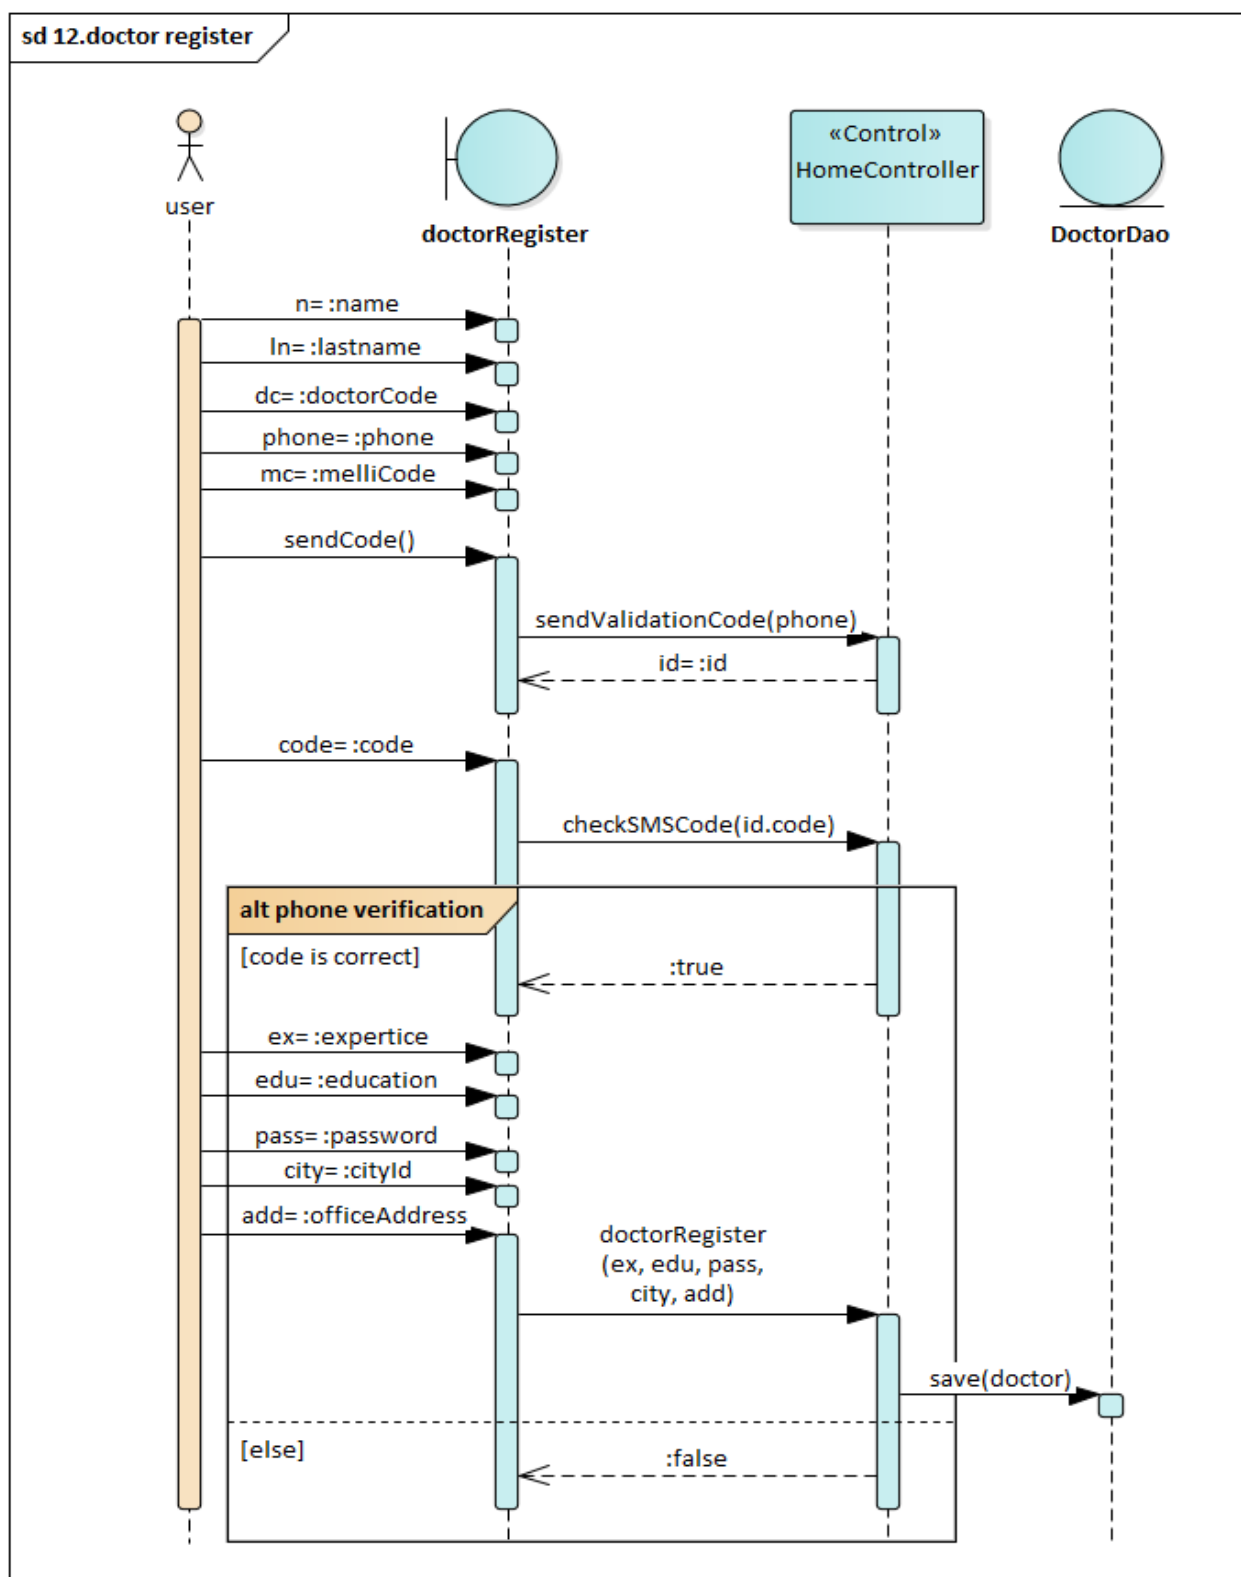 sd 12.doctor register
«Control»
HomeController
user
doctorRegister
DoctorDao
n= :name
ln= :lastname
dc= :doctorCode
phone= :phone
mc= :melliCode
sendCode()
sendValidationCode(phone)
id= :id
code= :code
checkSMSCode(id.code)
alt phone verification
[code is correct]
:true
ex= :expertice
edu= :education
pass= :password
city= :cityId
add= :officeAddress
doctorRegister
(ex, edu, pass,
city, add)
save(doctor)
[else]
:false